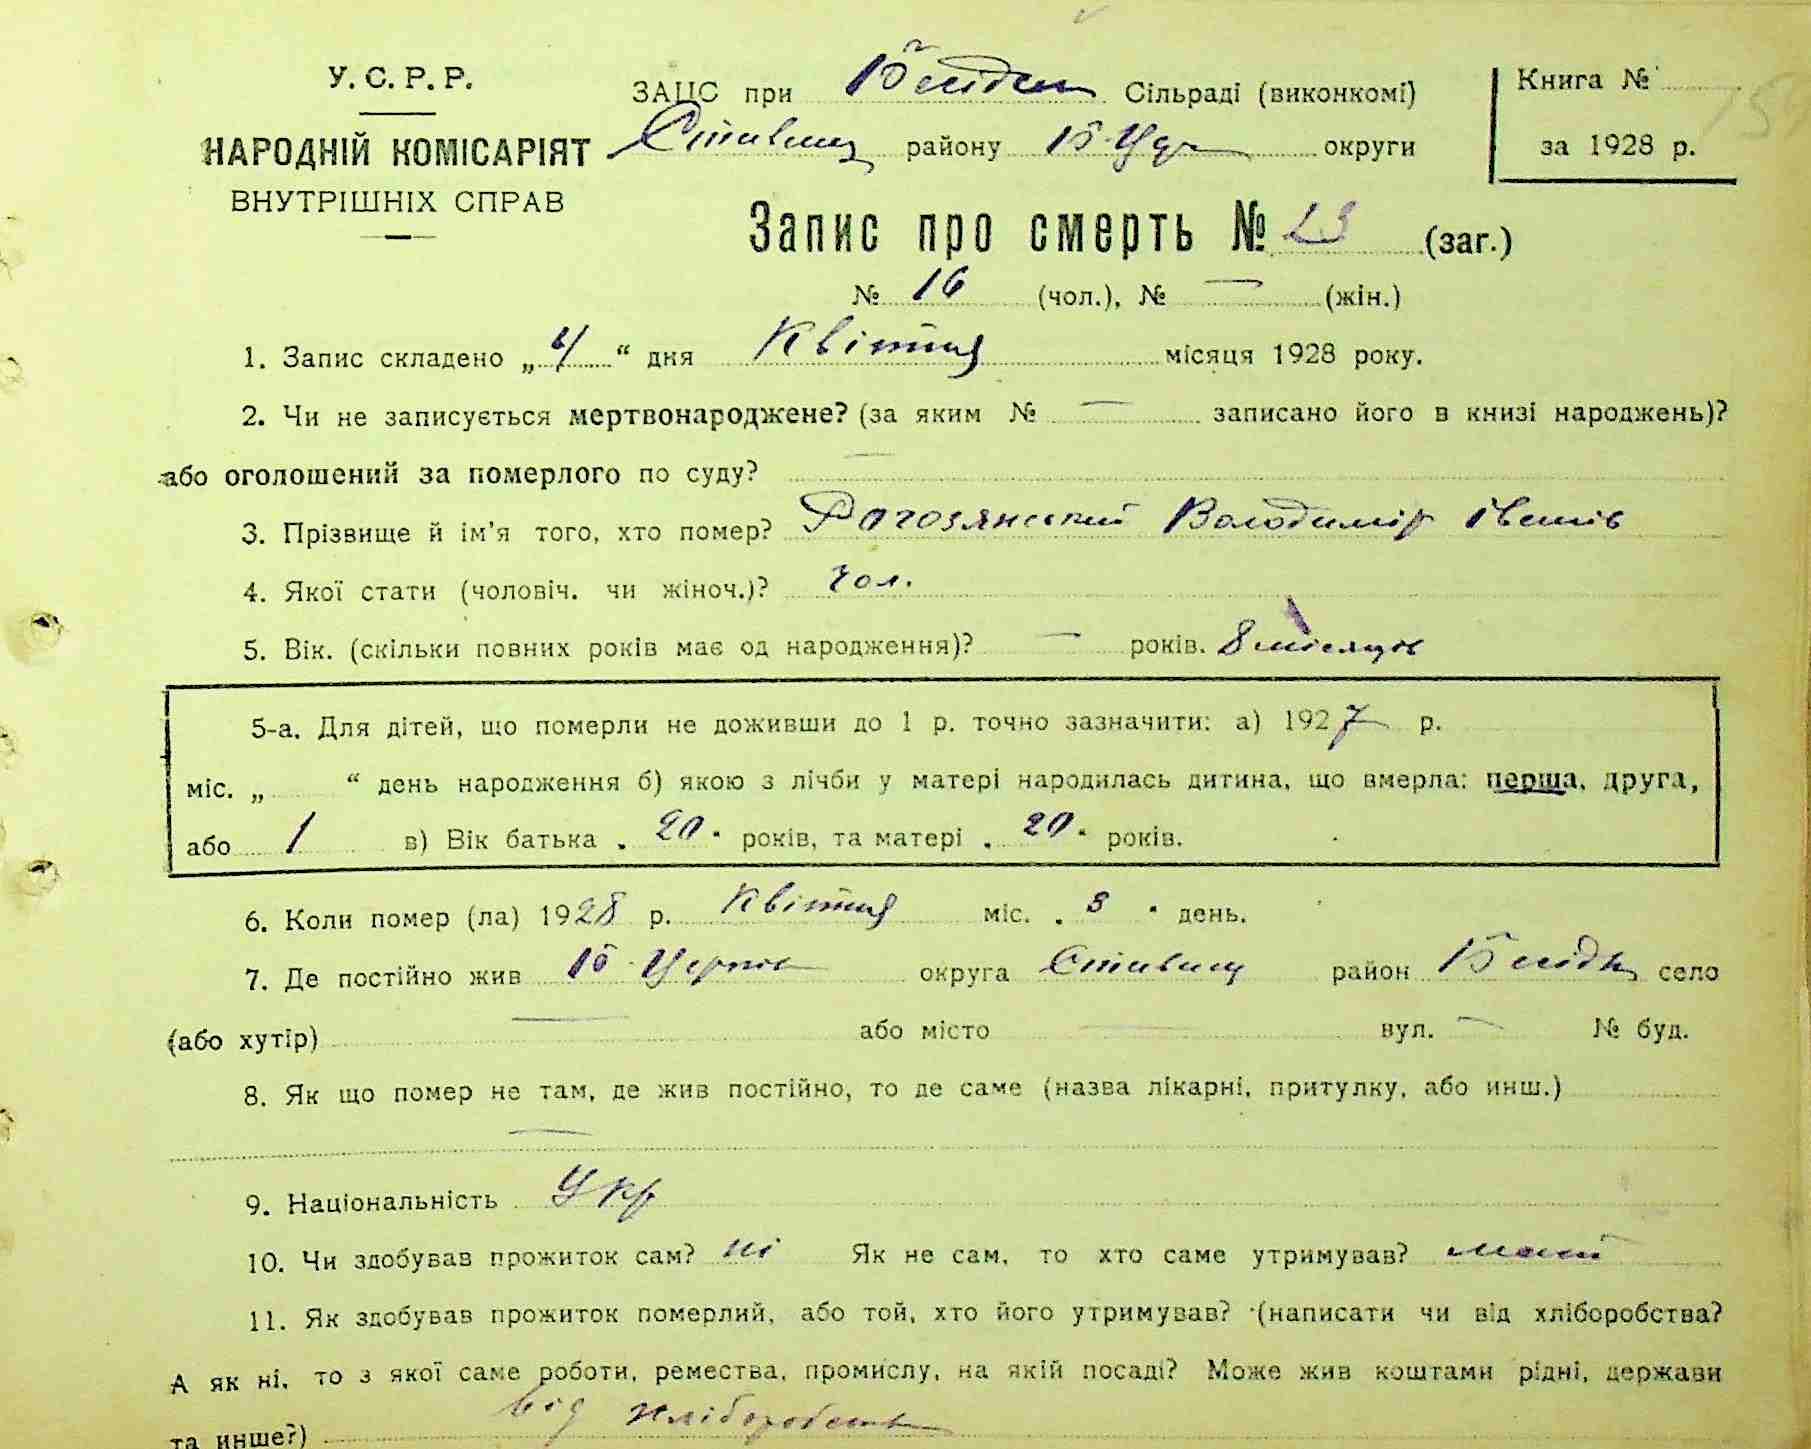 У. С. Р. Р.
НАРОДНІЙ КОМІСАРІЯТ
ВНУТРІШНІХ СПРАВ
ЗАГС при Сільраді (виконкомі)
Ставищ району Б-Церк округи
Книга №
за 1928 р.
Запис про смерть № 23 (заг.)
№ 16 (чол.), № — (жін.)
1. Запис складено „ 4 “ дня Квітня місяця 1928 року.
2. Чи не записується мертвонароджене? (за яким № — записано його в книзі народжень)?
або оголошений за померлого по суду? —
3. Прізвище й ім'я того, хто помер? Рогозянський Володимір Іванів
4. Якої стати (чоловіч. чи жіноч.)? чол.
5. Вік. (скільки повних років має од народження)? — років. 8 місяців
5-а. Для дітей, що померли не доживши до 1 р. точно зазначити: а) 1927 р.
міс. „ “ день народження б) якою з лічби у матері народилась дитина, що вмерла: перша, друга,
або 1 в) Вік батька „ 20 " років, та матері „ 20 " років.
6. Коли помер (ла) 1928 р. Квітня міс. „ 3 " день.
7. Де постійно жив округа Ставищ район село
(або хутір) — або місто — вул. — № буд.
8. Як що помер не там, де жив постійно, то де саме (назва лікарні, притулку, або инш.)
—
9. Національність Укр
10. Чи здобував прожиток сам? ні Як не сам, то хто саме утримував?
11. Як здобував прожиток померлий, або той, хто його утримував? (написати чи від хліборобства?
А як ні, то з якої саме роботи, ремества, промислу, на якій посаді? Може жив коштами рідні, держави
та инше?) від хліборобства